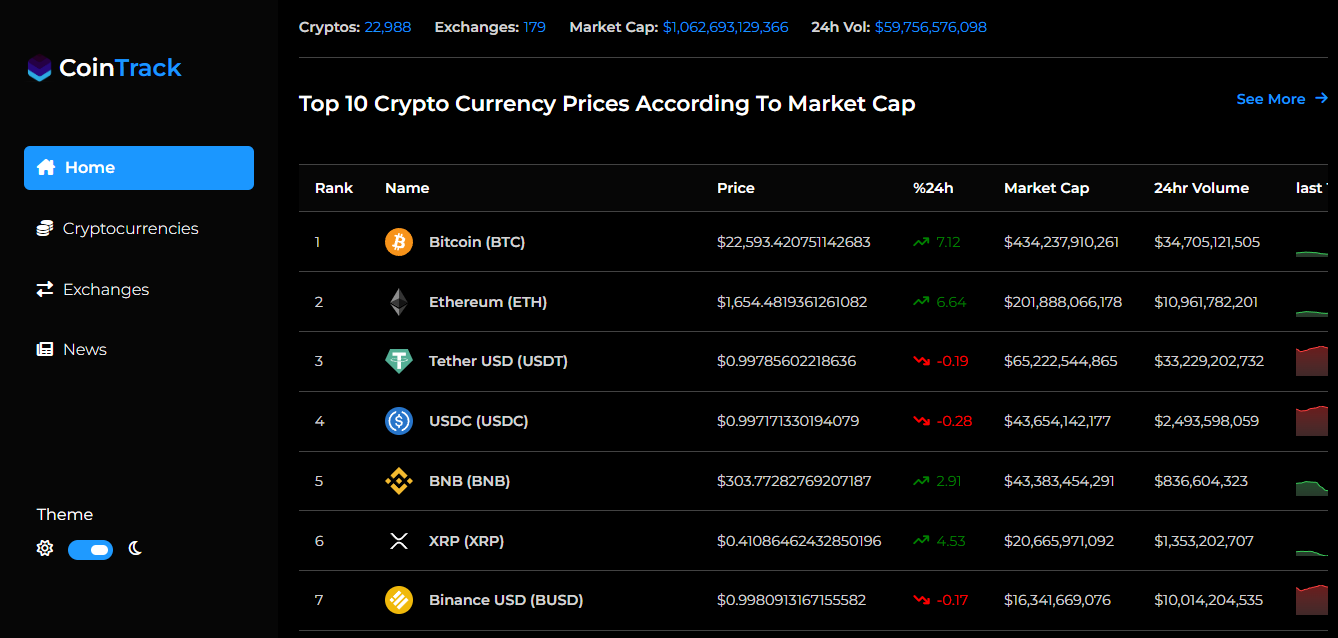 Cryptos: 22,988 Exchanges: 179 Market Cap: $1,062,693,129,366 24h Vol: $59,756,576,098
CoinTrack
Top 10 Crypto Currency Prices According To Market Cap
See More
Home
Cryptocurrencies
Exchanges
News
Theme
Rank Name Price %24h Market Cap 24hr Volume last
1 Bitcoin (BTC) $22,593.420751142683 7.12 $434,237,910,261 $34,705,121,505
2 Ethereum (ETH) $1,654.4819361261082 6.64 $201,888,066,178 $10,961,782,201
3 Tether USD (USDT) $0.99785602218636 -0.19 $65,222,544,865 $33,229,202,732
4 USDC (USDC) $0.997171330194079 -0.28 $43,654,142,177 $2,493,598,059
5 BNB (BNB) $303.77282769207187 2.91 $43,383,454,291 $836,604,323
6 XRP (XRP) $0.41086462432850196 4.53 $20,665,971,092 $1,353,202,707
7 Binance USD (BUSD) $0.9980913167155582 -0.17 $16,341,669,076 $10,014,204,535